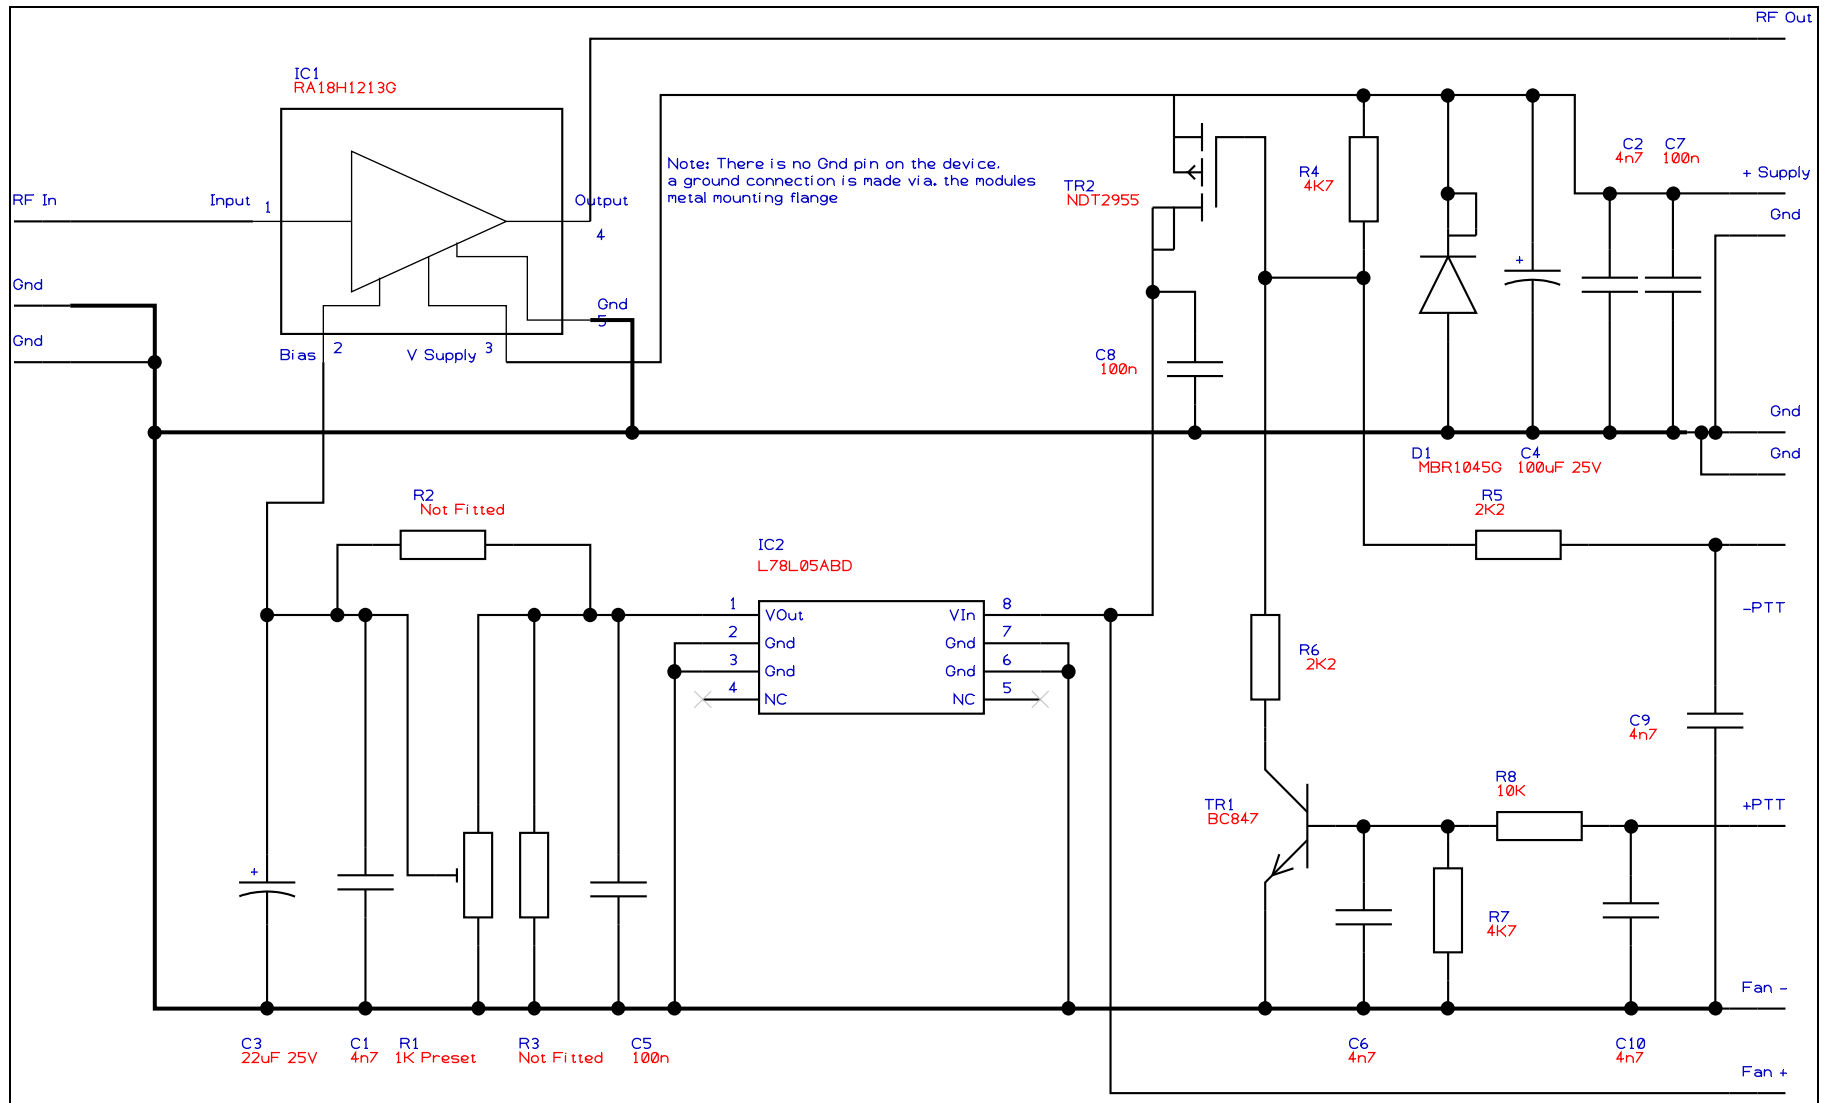 RF Out
IC1
RA18H1213G
Note: There is no Gnd pin on the device.
a ground connection is made via. the modules
metal mounting flange
RF In
Input
1
Output
4
Gnd
Gnd
Gnd
5
Bias
2
V Supply
3
TR2
NDT2955
R4
4K7
C2
4n7
C7
100n
+ Supply
Gnd
+
C8
100n
Gnd
D1
MBR1045G
C4
100uF 25V
Gnd
R2
Not Fitted
R5
2K2
IC2
L78L05ABD
1
VOut
VIn
8
2
Gnd
Gnd
7
3
Gnd
Gnd
6
4
NC
NC
5
-PTT
R6
2K2
C9
4n7
R8
10K
TR1
BC847
+PTT
+
R7
4K7
Fan -
C3
22uF 25V
C1
4n7
R1
1K Preset
R3
Not Fitted
C5
100n
C6
4n7
C10
4n7
Fan +